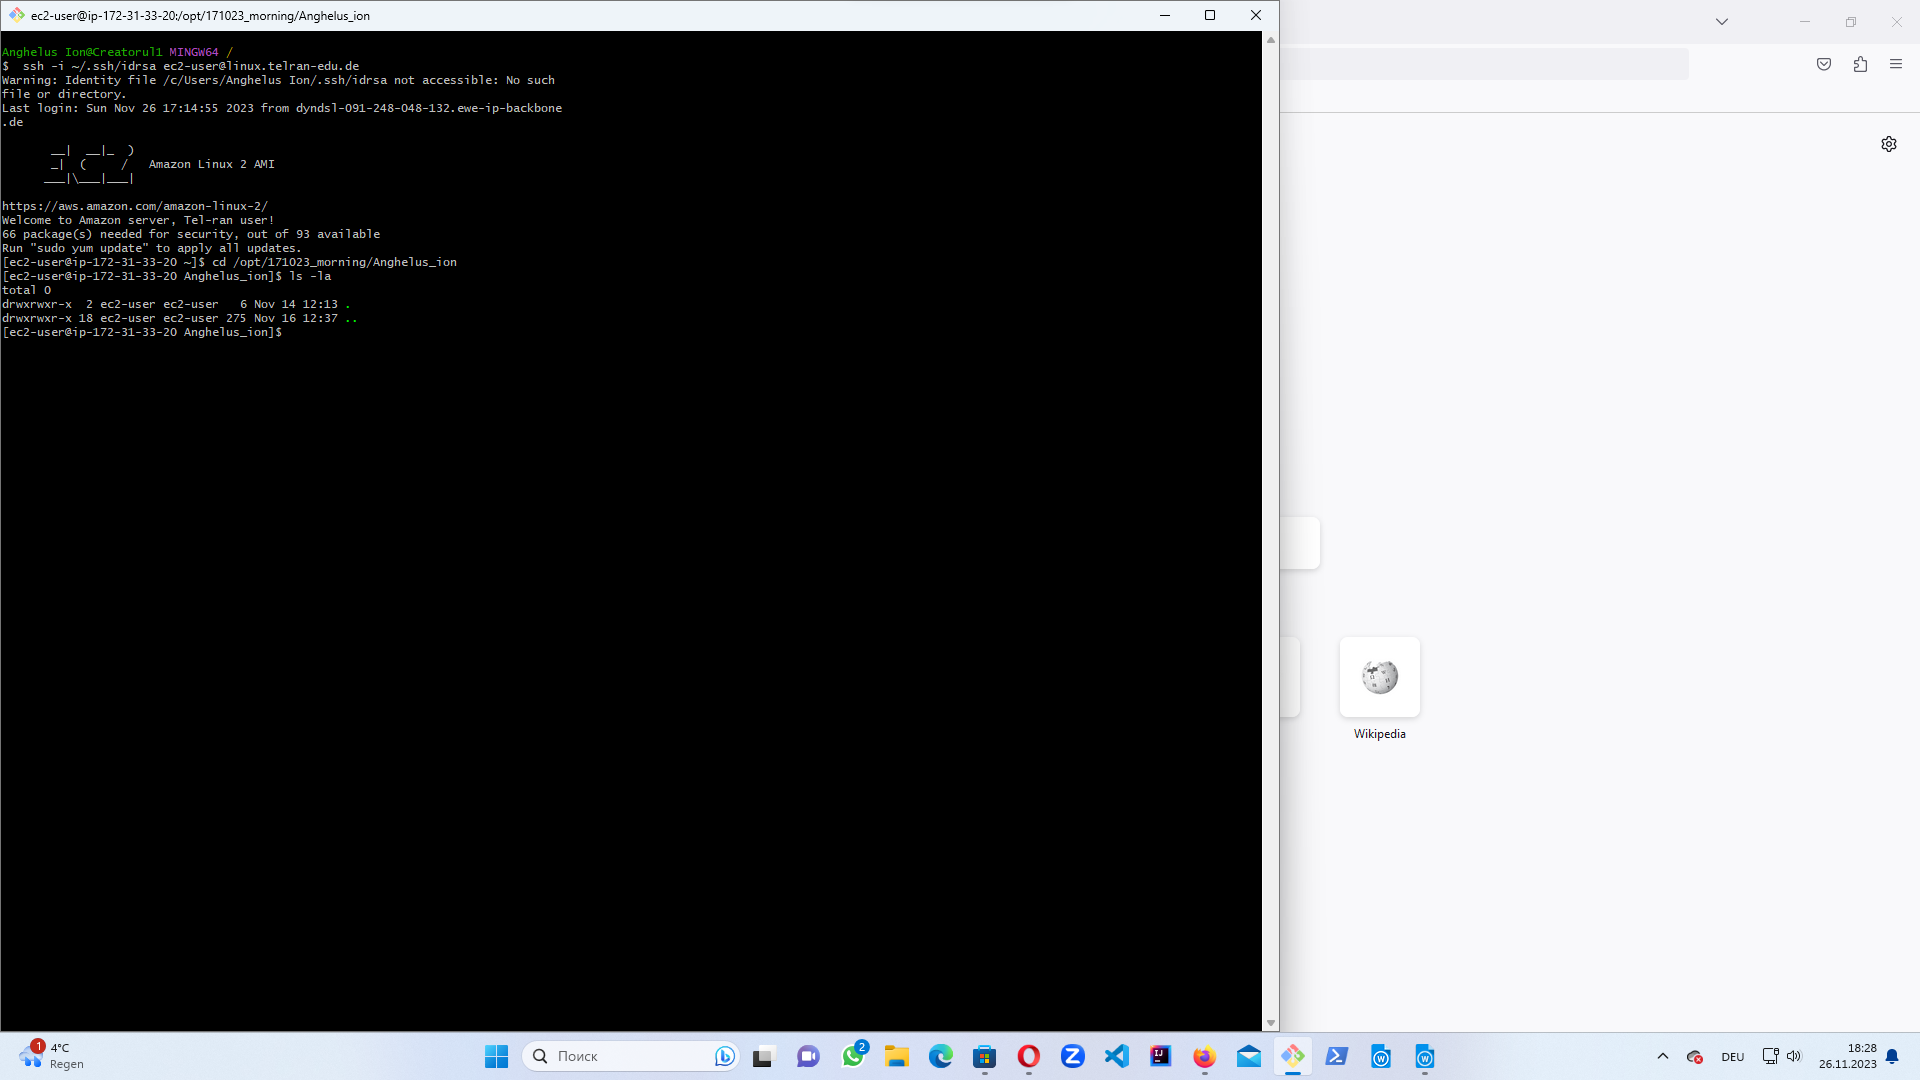 ec2-user@ip-172-31-33-20:/opt/171023_morning/Anghelus_ion
Anghelus Ion@Creatorul1 MINGW64 /
$  ssh -i ~/.ssh/idrsa ec2-user@linux.telran-edu.de
Warning: Identity file /c/Users/Anghelus Ion/.ssh/idrsa not accessible: No such
file or directory.
Last login: Sun Nov 26 17:14:55 2023 from dyndsl-091-248-048-132.ewe-ip-backbone
.de
       __|  __|_  )
       _|  (     /   Amazon Linux 2 AMI
      ___|\___|___|
https://aws.amazon.com/amazon-linux-2/
Welcome to Amazon server, Tel-ran user!
66 package(s) needed for security, out of 93 available
Run "sudo yum update" to apply all updates.
[ec2-user@ip-172-31-33-20 ~]$ cd /opt/171023_morning/Anghelus_ion
[ec2-user@ip-172-31-33-20 Anghelus_ion]$ ls -la
total 0
drwxrwxr-x  2 ec2-user ec2-user   6 Nov 14 12:13 .
drwxrwxr-x 18 ec2-user ec2-user 275 Nov 16 12:37 ..
[ec2-user@ip-172-31-33-20 Anghelus_ion]$
Wikipedia
1
4°C
Regen
Поиск
2
DEU
18:28
26.11.2023